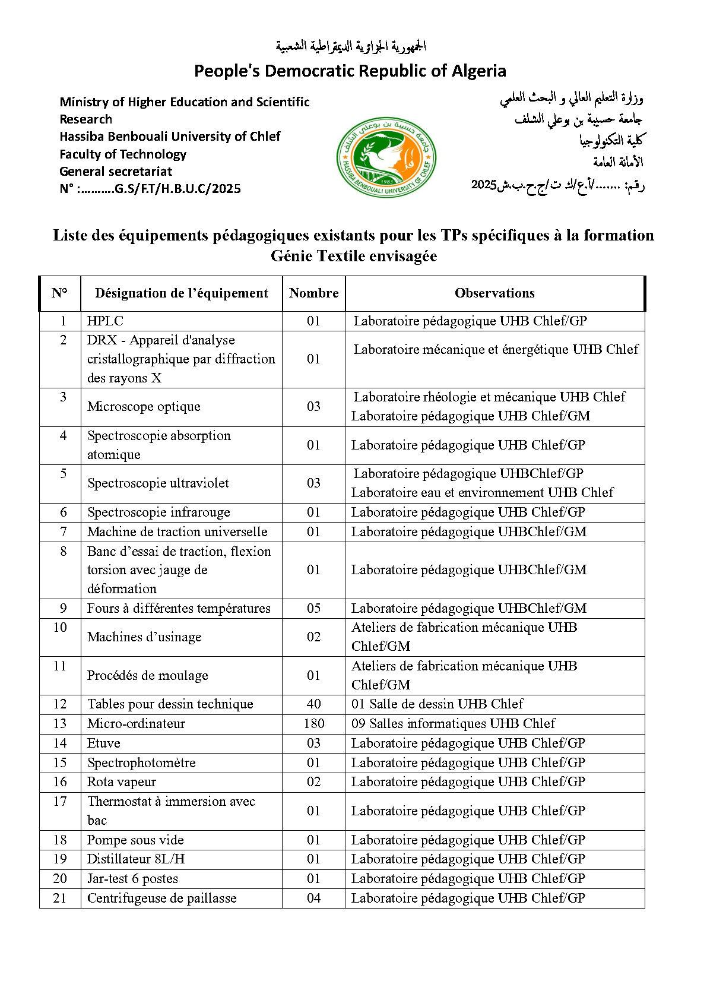 الجمهورية الجزائرية الديمقراطية الشعبية
People's Democratic Republic of Algeria
Ministry of Higher Education and Scientific
Research
Hassiba Benbouali University of Chlef
Faculty of Technology
General secretariat
N° :……….G.S/F.T/H.B.U.C/2025
جامعة حسيبة بن بوعلي الشلف
1983
HASSIBA BENBOUALI UNIVERSITY OF CHLEF
وزارة التعليم العالي و البحث العلمي
جامعة حسيبة بن بوعلي الشلف
كلية التكنولوجيا
الأمانة العامة
رقم: ......./أ.ع/ك ت/ج.ح.ب.ش2025
Liste des équipements pédagogiques existants pour les TPs spécifiques à la formation
Génie Textile envisagée
N° Désignation de l’équipement Nombre Observations
1 HPLC 01 Laboratoire pédagogique UHB Chlef/GP
2 DRX - Appareil d'analyse
cristallographique par diffraction
des rayons X
01 Laboratoire mécanique et énergétique UHB Chlef
3 Microscope optique 03 Laboratoire rhéologie et mécanique UHB Chlef
Laboratoire pédagogique UHB Chlef/GM
4 Spectroscopie absorption
atomique
01 Laboratoire pédagogique UHB Chlef/GP
5 Spectroscopie ultraviolet 03 Laboratoire pédagogique UHBChlef/GP
Laboratoire eau et environnement UHB Chlef
6 Spectroscopie infrarouge 01 Laboratoire pédagogique UHB Chlef/GP
7 Machine de traction universelle 01 Laboratoire pédagogique UHBChlef/GM
8 Banc d’essai de traction, flexion
torsion avec jauge de
déformation
01 Laboratoire pédagogique UHBChlef/GM
9 Fours à différentes températures 05 Laboratoire pédagogique UHBChlef/GM
10 Machines d’usinage 02 Ateliers de fabrication mécanique UHB
Chlef/GM
11 Procédés de moulage 01 Ateliers de fabrication mécanique UHB
Chlef/GM
12 Tables pour dessin technique 40 01 Salle de dessin UHB Chlef
13 Micro-ordinateur 180 09 Salles informatiques UHB Chlef
14 Etuve 03 Laboratoire pédagogique UHB Chlef/GP
15 Spectrophotomètre 01 Laboratoire pédagogique UHB Chlef/GP
16 Rota vapeur 02 Laboratoire pédagogique UHB Chlef/GP
17 Thermostat à immersion avec
bac
01 Laboratoire pédagogique UHB Chlef/GP
18 Pompe sous vide 01 Laboratoire pédagogique UHB Chlef/GP
19 Distillateur 8L/H 01 Laboratoire pédagogique UHB Chlef/GP
20 Jar-test 6 postes 01 Laboratoire pédagogique UHB Chlef/GP
21 Centrifugeuse de paillasse 04 Laboratoire pédagogique UHB Chlef/GP